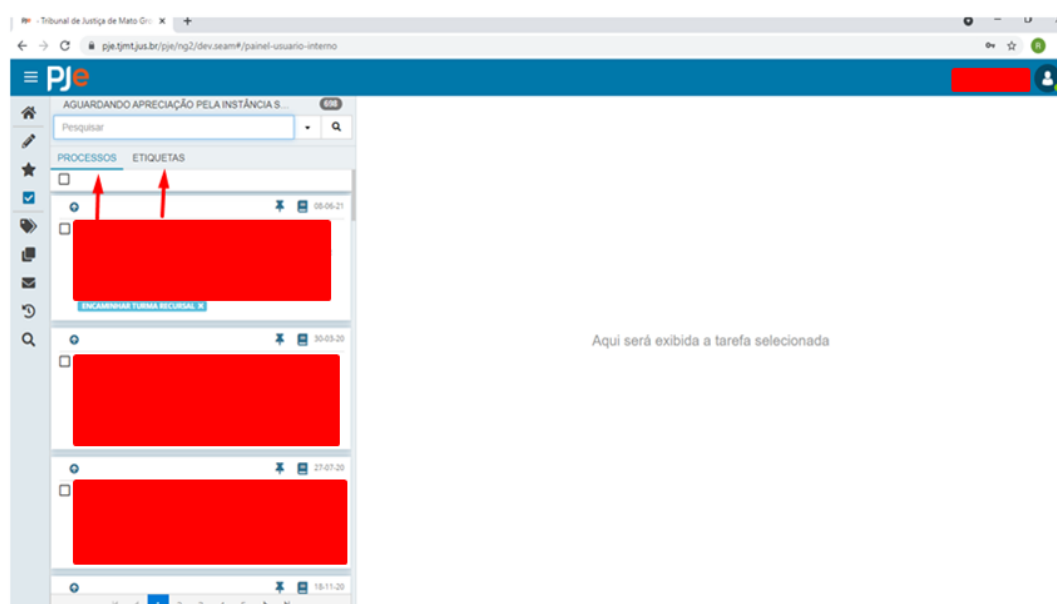 - Tribunal de Justiça de Mato Gro
pje.tjmt.jus.br/pje/ng2/dev.seam#/painel-usuario-interno
R
PJe
AGUARDANDO APRECIAÇÃO PELA INSTÂNCIA S... 698
Pesquisar
PROCESSOS ETIQUETAS
08-06-21
ENCAMINHAR TURMA RECURSAL
30-03-20
Aqui será exibida a tarefa selecionada
27-07-20
18-11-20